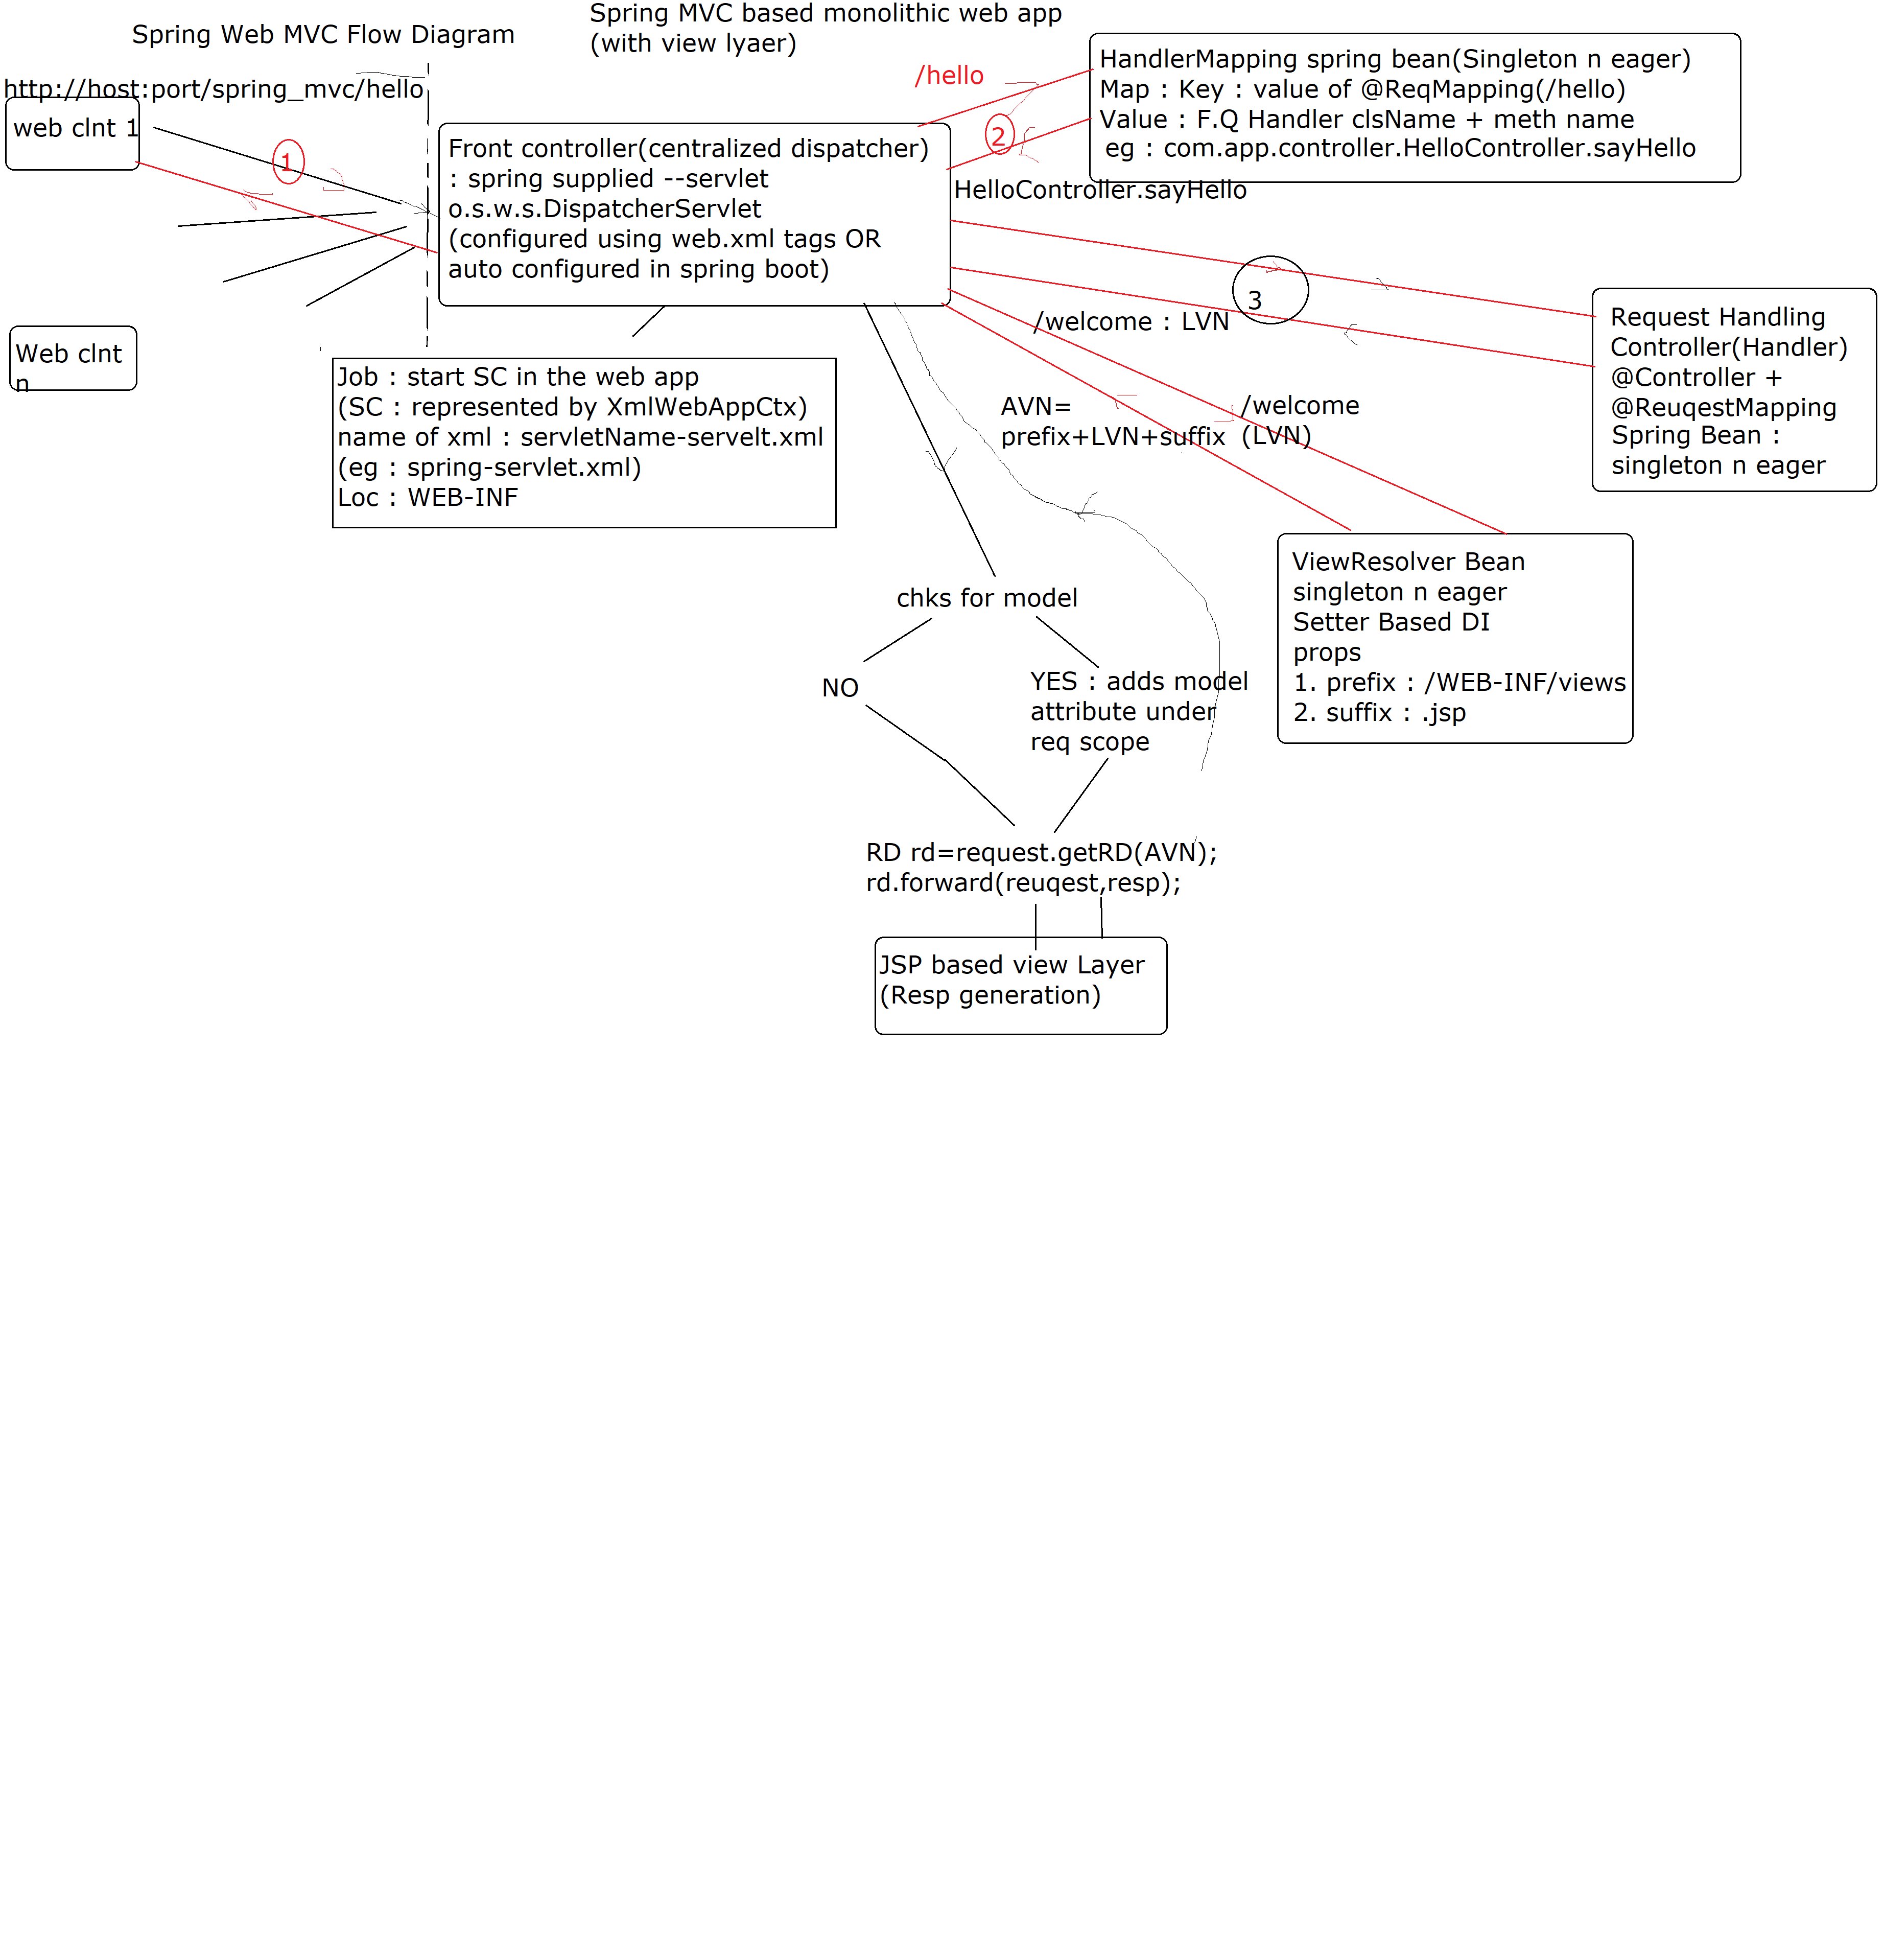 Spring Web MVC Flow Diagram
Spring MVC based monolithic web app
(with view lyaer)
http://host:port/spring_mvc/hello
web clnt 1
1
Web clnt
n
Front controller(centralized dispatcher)
: spring supplied --servlet
o.s.w.s.DispatcherServlet
(configured using web.xml tags OR
auto configured in spring boot)
/hello
2
HandlerMapping spring bean(Singleton n eager)
Map : Key : value of @ReqMapping(/hello)
Value : F.Q Handler clsName + meth name
eg : com.app.controller.HelloController.sayHello
HelloController.sayHello
3
/welcome : LVN
Request Handling
Controller(Handler)
@Controller +
@ReuqestMapping
Spring Bean :
singleton n eager
Job : start SC in the web app
(SC : represented by XmlWebAppCtx)
name of xml : servletName-servelt.xml
(eg : spring-servlet.xml)
Loc : WEB-INF
AVN=
prefix+LVN+suffix
/welcome
(LVN)
ViewResolver Bean
singleton n eager
Setter Based DI
props
1. prefix : /WEB-INF/views
2. suffix : .jsp
chks for model
NO
YES : adds model
attribute under
req scope
RD rd=request.getRD(AVN);
rd.forward(reuqest,resp);
JSP based view Layer
(Resp generation)